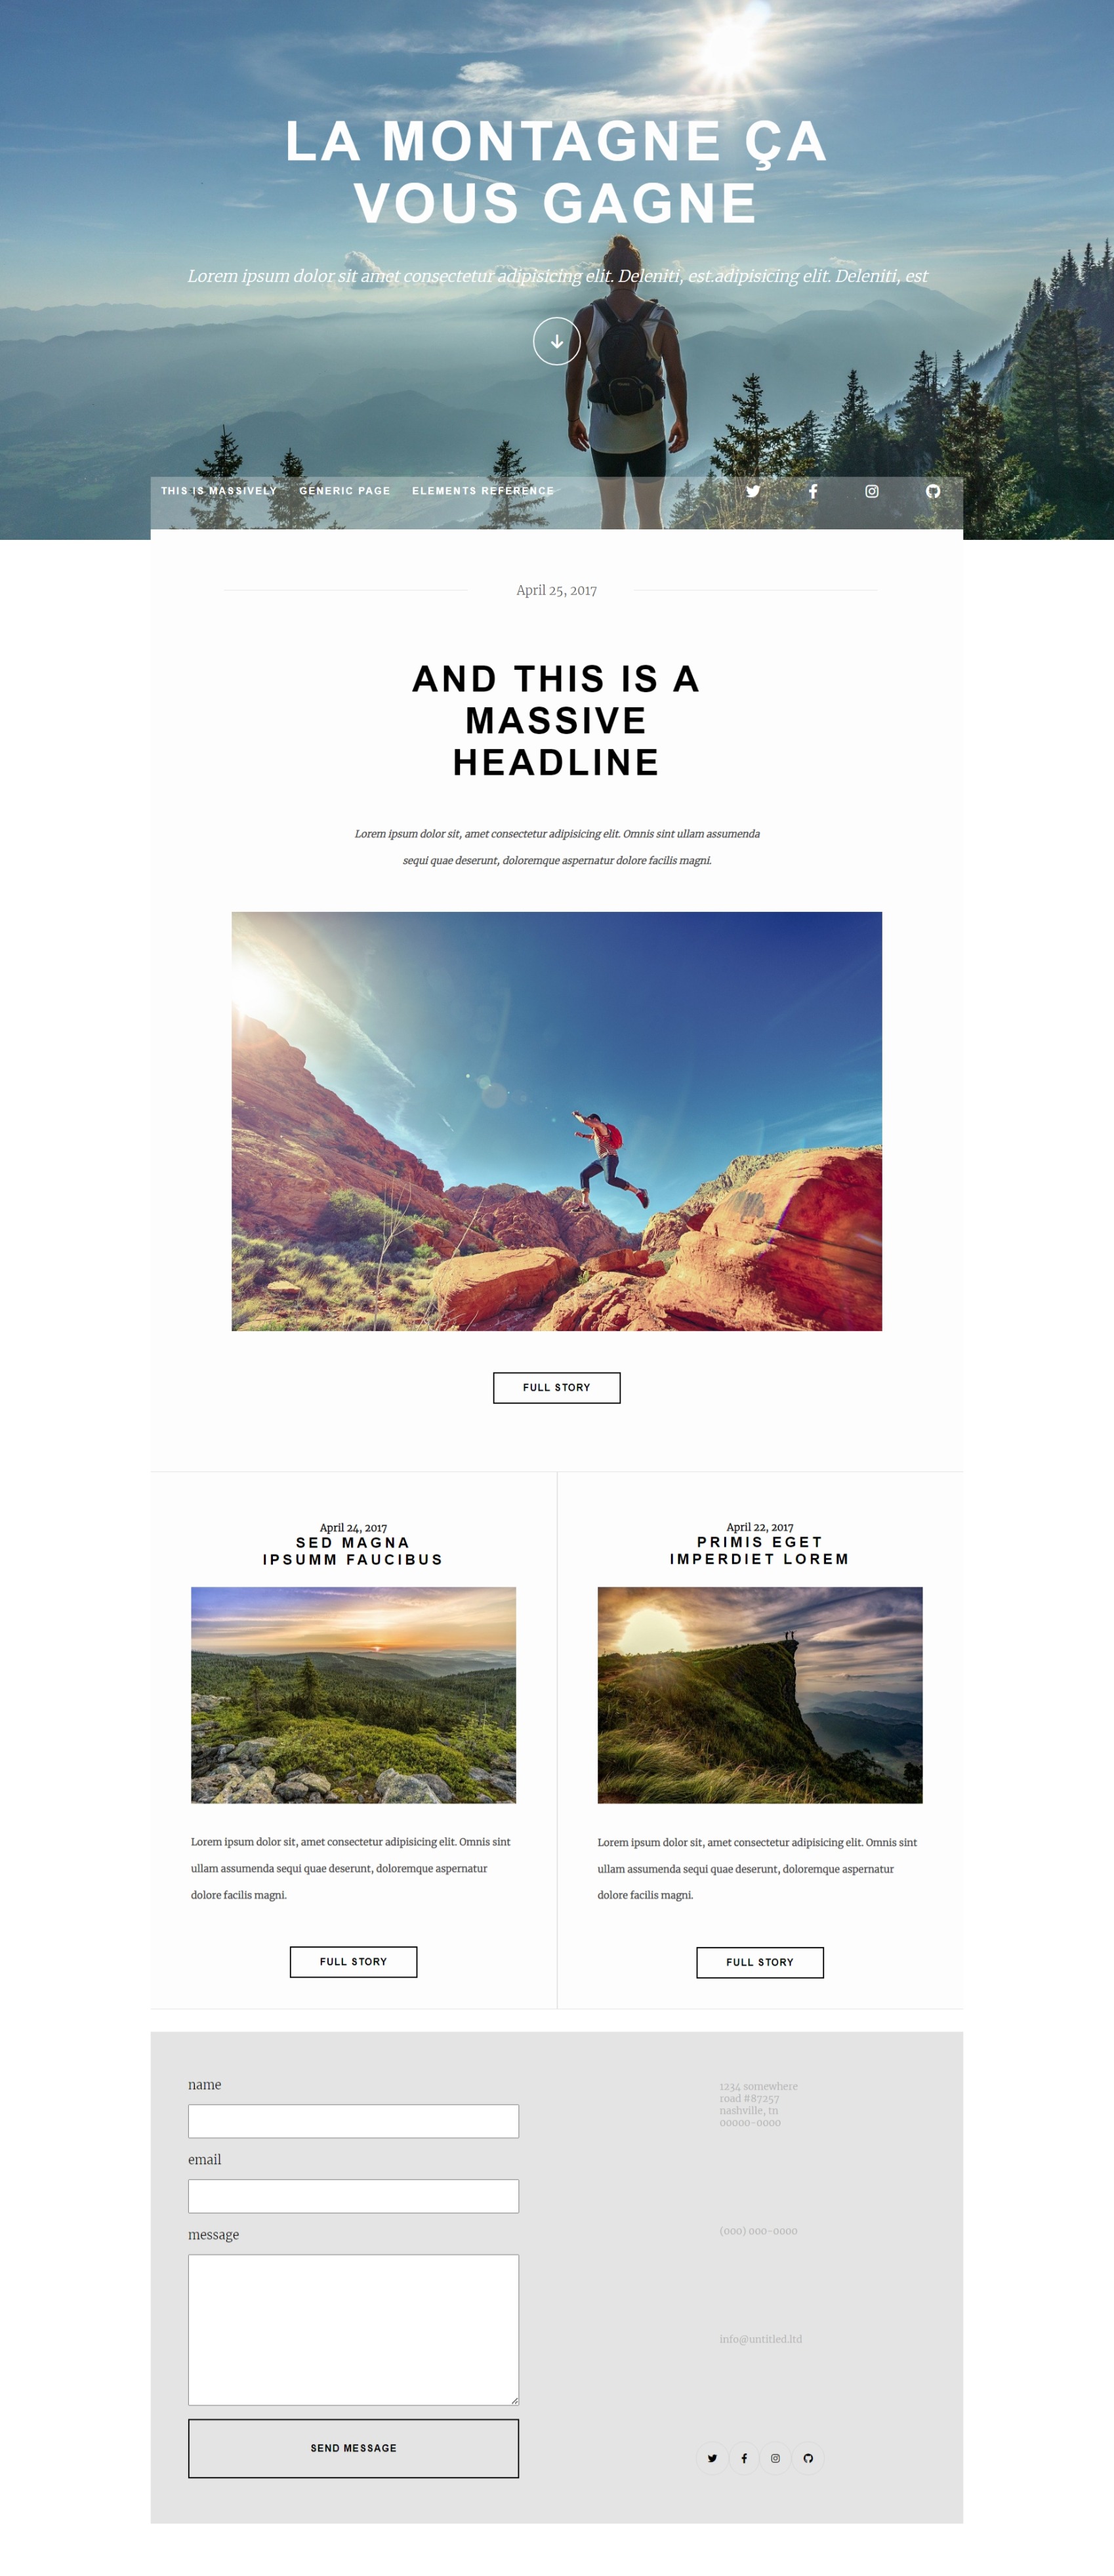 LA MONTAGNE ÇA
VOUS GAGNE
Lorem ipsum dolor sit amet consectetur adipisicing elit. Deleniti, est.adipisicing elit. Deleniti, est
THIS IS MASSIVELY GENERIC PAGE ELEMENTS REFERENCE
April 25, 2017
AND THIS IS A
MASSIVE
HEADLINE
Lorem ipsum dolor sit, amet consectetur adipisicing elit. Omnis sint ullam assumenda
sequi quae deserunt, doloremque aspernatur dolore facilis magni.
FULL STORY
April 24, 2017
SED MAGNA
IPSUMM FAUCIBUS
Lorem ipsum dolor sit, amet consectetur adipisicing elit. Omnis sint
ullam assumenda sequi quae deserunt, doloremque aspernatur
dolore facilis magni.
FULL STORY
April 22, 2017
PRIMIS EGET
IMPERDIET LOREM
Lorem ipsum dolor sit, amet consectetur adipisicing elit. Omnis sint
ullam assumenda sequi quae deserunt, doloremque aspernatur
dolore facilis magni.
FULL STORY
name
email
message
SEND MESSAGE
1234 somewhere
road #87257
nashville, tn
00000-0000
(000) 000-0000
info@untitled.ltd